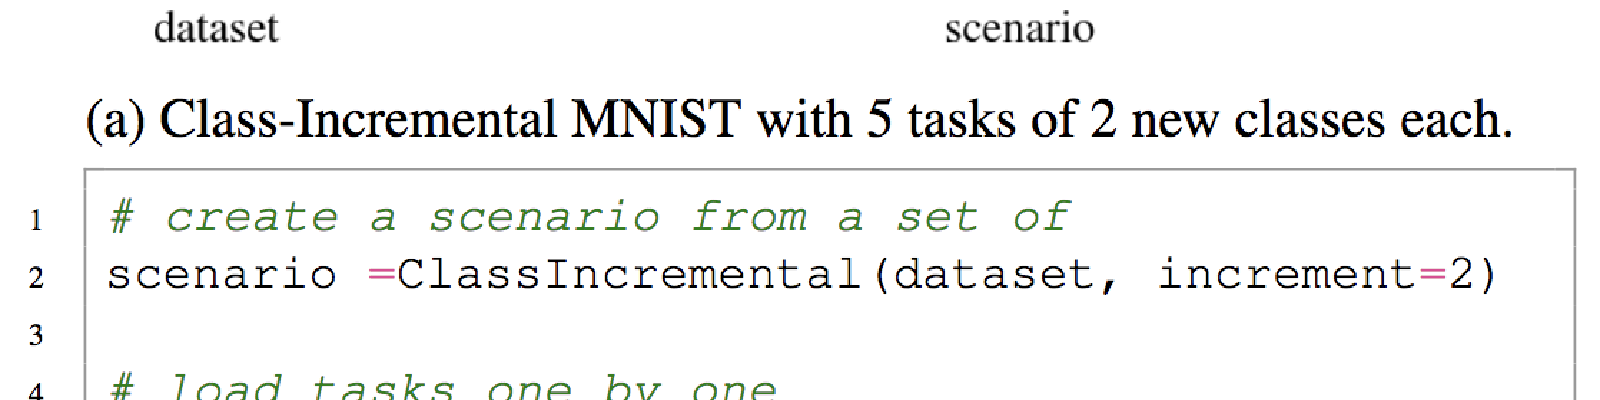 dataset scenario
(a) Class-Incremental MNIST with 5 tasks of 2 new classes each.
1 # create a scenario from a set of
2 scenario =ClassIncremental(dataset, increment=2)
3
4 # load tasks one by one